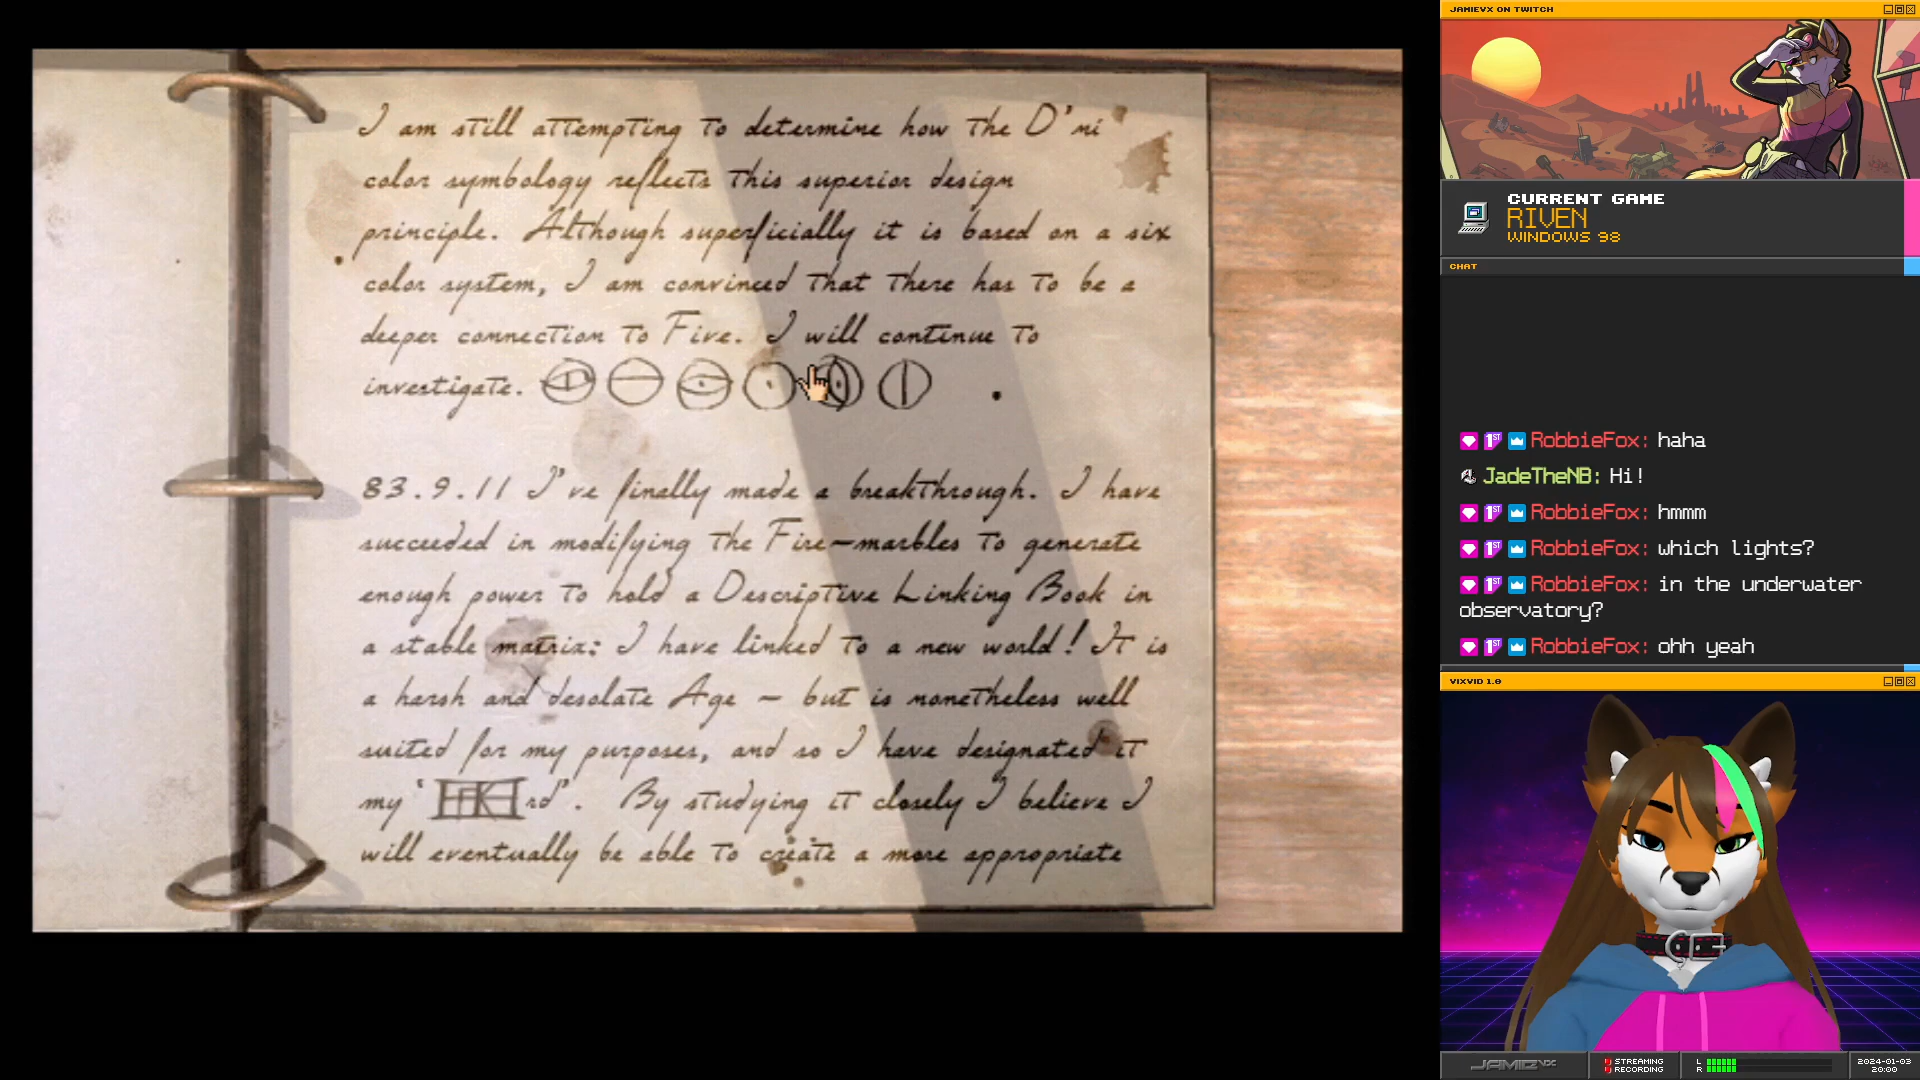 I am still attempting to determine how the D'ni
color symbology reflects this superior design
principle. Although superficially it is based on a six
color system, I am convinced that there has to be a
deeper connection to Five. I will continue to
investigate.
83.9.11 I've finally made a breakthrough. I have
succeeded in modifying the Fire-marbles to generate
enough power to hold a Descriptive Linking Book in
a stable matrix: I have linked to a new world! It is
a harsh and desolate Age - but is nonetheless well
suited for my purposes, and so I have designated it
my ' rd'. By studying it closely I believe I
will eventually be able to create a more appropriate
JAMIEVX ON TWITCH
CURRENT GAME
RIVEN
WINDOWS 98
CHAT
RobbieFox: haha
JadeTheNB: Hi!
RobbieFox: hmmm
RobbieFox: which lights?
RobbieFox: in the underwater
observatory?
RobbieFox: ohh yeah
VIXVID 1.0
JAMIEVX
STREAMING
RECORDING
L
R
2024-01-03
20:00